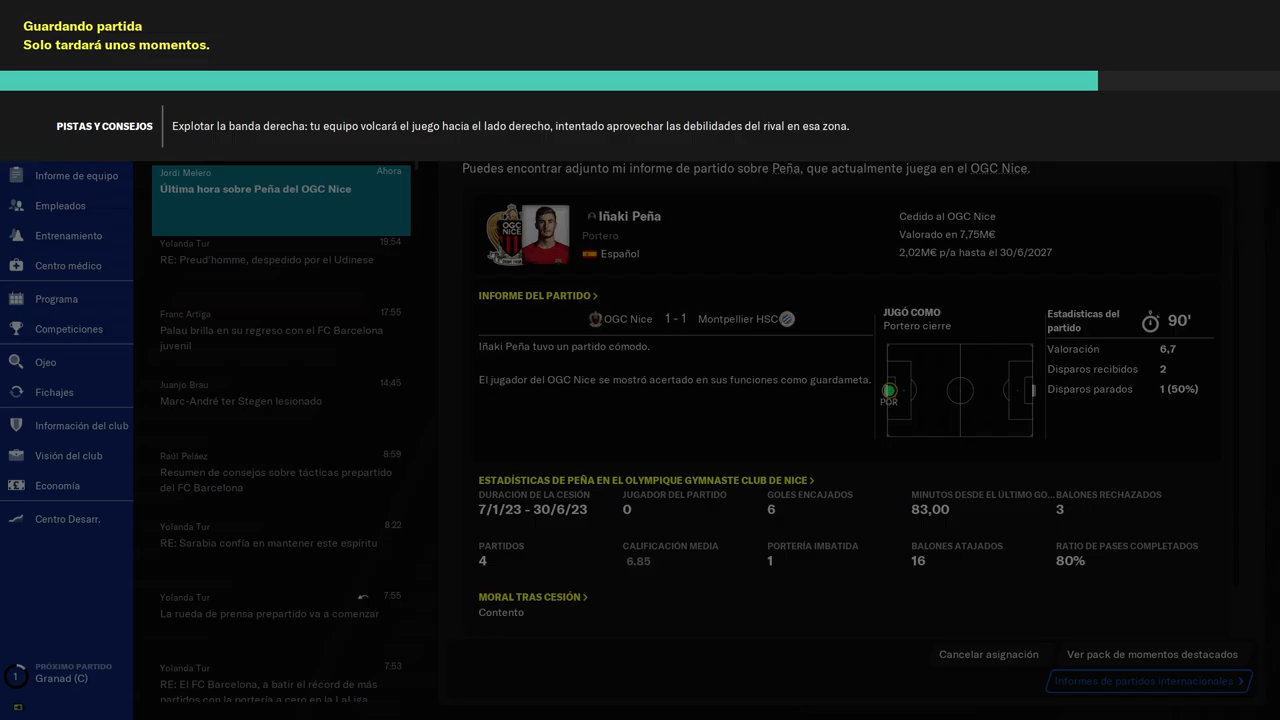 Guardando partida
Solo tardará unos momentos.
PISTAS Y CONSEJOS
Explotar la banda derecha: tu equipo volcará el juego hacia el lado derecho, intentado aprovechar las debilidades del rival en esa zona.
Informe de equipo
Empleados
Entrenamiento
Centro médico
Programa
Competiciones
Ojeo
Fichajes
Información del club
Visión del club
Economía
Centro Desarr.
PRÓXIMO PARTIDO
1
Granad (C)
Jordi Melero
Ahora
Última hora sobre Peña del OGC Nice
Yolanda Tur
19:54
RE: Preud'homme, despedido por el Udinese
Franc Artiga
17:55
Palau brilla en su regreso con el FC Barcelona
juvenil
Juanjo Brau
14:45
Marc-André ter Stegen lesionado
Raúl Peláez
8:59
Resumen de consejos sobre tácticas prepartido
del FC Barcelona
Yolanda Tur
8:22
RE: Sarabia confía en mantener este espíritu
Yolanda Tur
7:55
La rueda de prensa prepartido va a comenzar
Yolanda Tur
7:53
RE: El FC Barcelona, a batir el récord de más
partidos con la portería a cero en la LaLiga
Puedes encontrar adjunto mi informe de partido sobre Peña, que actualmente juega en el OGC Nice.
OGC
NICE
Iñaki Peña
Portero
Español
Cedido al OGC Nice
Valorado en 7,75M€
2,02M€ p/a hasta el 30/6/2027
INFORME DEL PARTIDO
OGC Nice 1 - 1 Montpellier HSC
Iñaki Peña tuvo un partido cómodo.
El jugador del OGC Nice se mostró acertado en sus funciones como guardameta.
JUGÓ COMO
Portero cierre
POR
Estadísticas del
partido
90'
Valoración 6,7
Disparos recibidos 2
Disparos parados 1 (50%)
ESTADÍSTICAS DE PEÑA EN EL OLYMPIQUE GYMNASTE CLUB DE NICE
DURACIÓN DE LA CESIÓN JUGADOR DEL PARTIDO GOLES ENCAJADOS MINUTOS DESDE EL ÚLTIMO GO... BALONES RECHAZADOS
7/1/23 - 30/6/23 0 6 83,00 3
PARTIDOS CALIFICACIÓN MEDIA PORTERÍA IMBATIDA BALONES ATAJADOS RATIO DE PASES COMPLETADOS
4 6.85 1 16 80%
MORAL TRAS CESIÓN
Contento
Cancelar asignación
Ver pack de momentos destacados
Informes de partidos internacionales